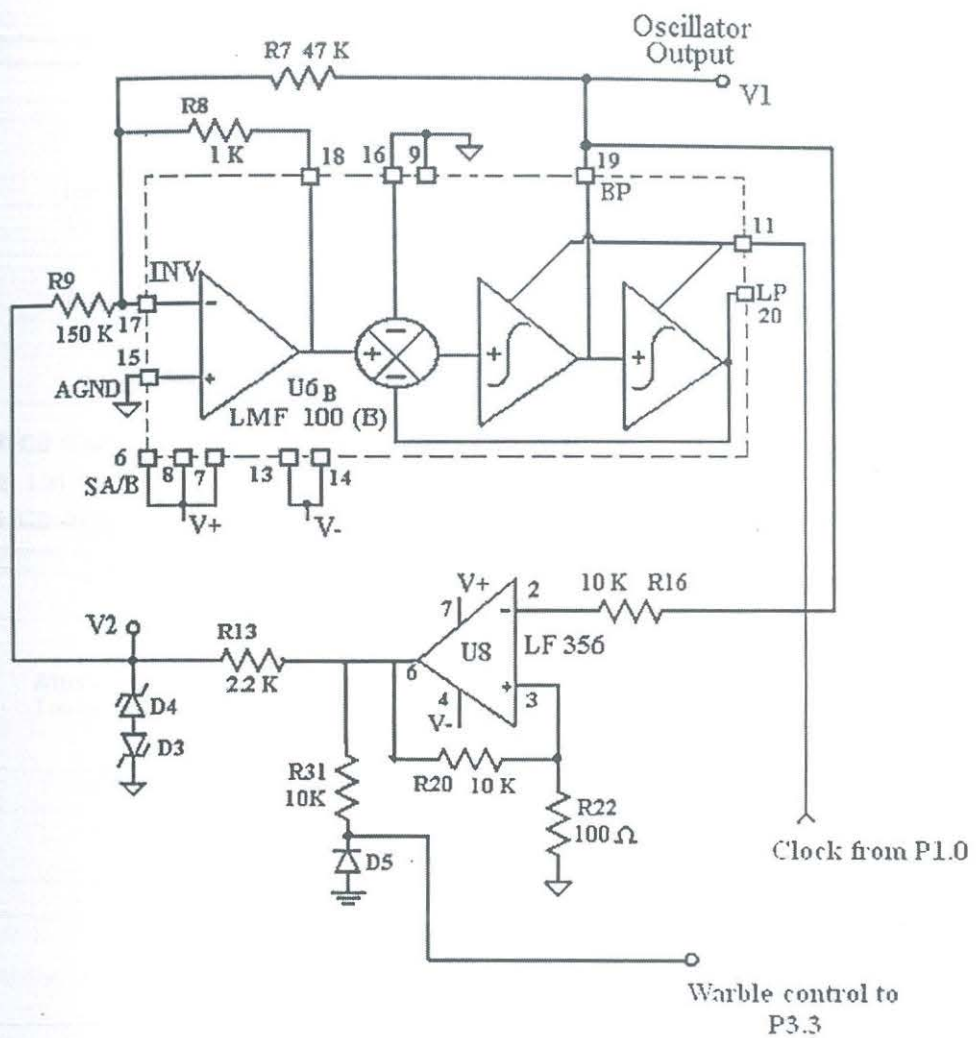 Oscillator
Output
V1
R7 47 K
R8
1 K
18
16
9
19
BP
11
LP
20
INV
R9
150 K
17
15
AGND
U6B
LMF 100 (B)
6
SA/B
8
7
V+
13
14
V-
V2
R13
2.2 K
D4
D3
V+
7
2
U8
LF 356
6
4
V-
3
10 K R16
R20 10 K
R31
10K
D5
R22
100 Ω
Clock from P1.0
Warble control to
P3.3